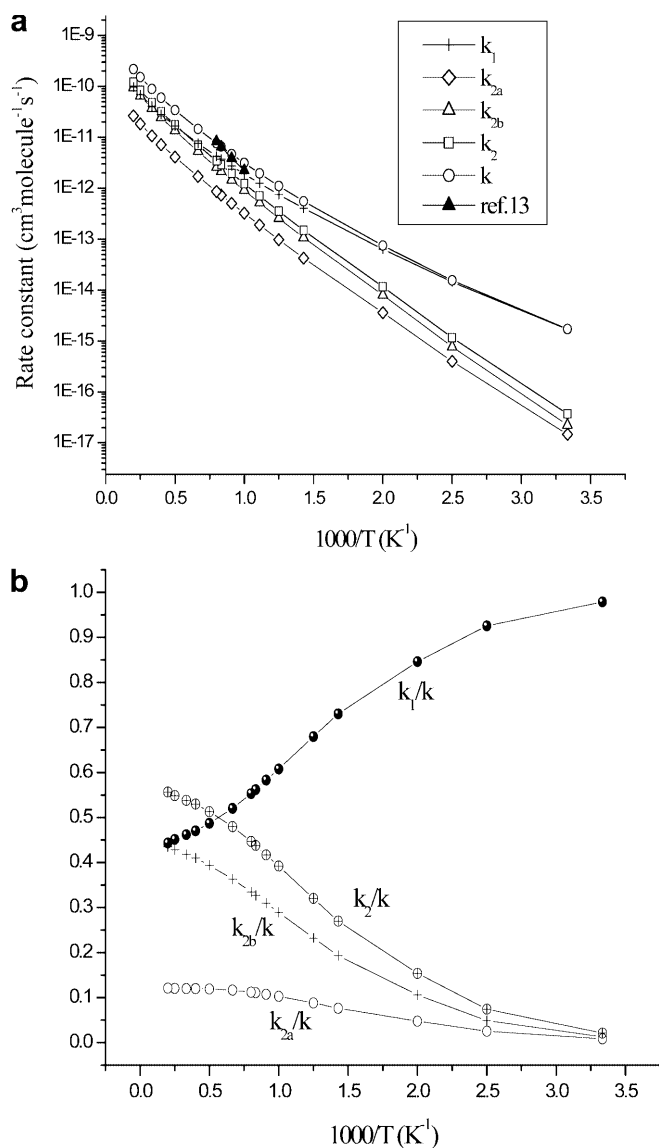 a
Rate constant (cm³molecule⁻¹s⁻¹)
1E-9
1E-10
1E-11
1E-12
1E-13
1E-14
1E-15
1E-16
1E-17
k₁
k₂ₐ
k₂b
k₂
k
ref.13
0.0 0.5 1.0 1.5 2.0 2.5 3.0 3.5
1000/T (K⁻¹)
b
1.0
0.9
0.8
0.7
0.6
0.5
0.4
0.3
0.2
0.1
0.0
k₁/k
k₂/k
k₂b/k
k₂ₐ/k
0.0 0.5 1.0 1.5 2.0 2.5 3.0 3.5
1000/T (K⁻¹)